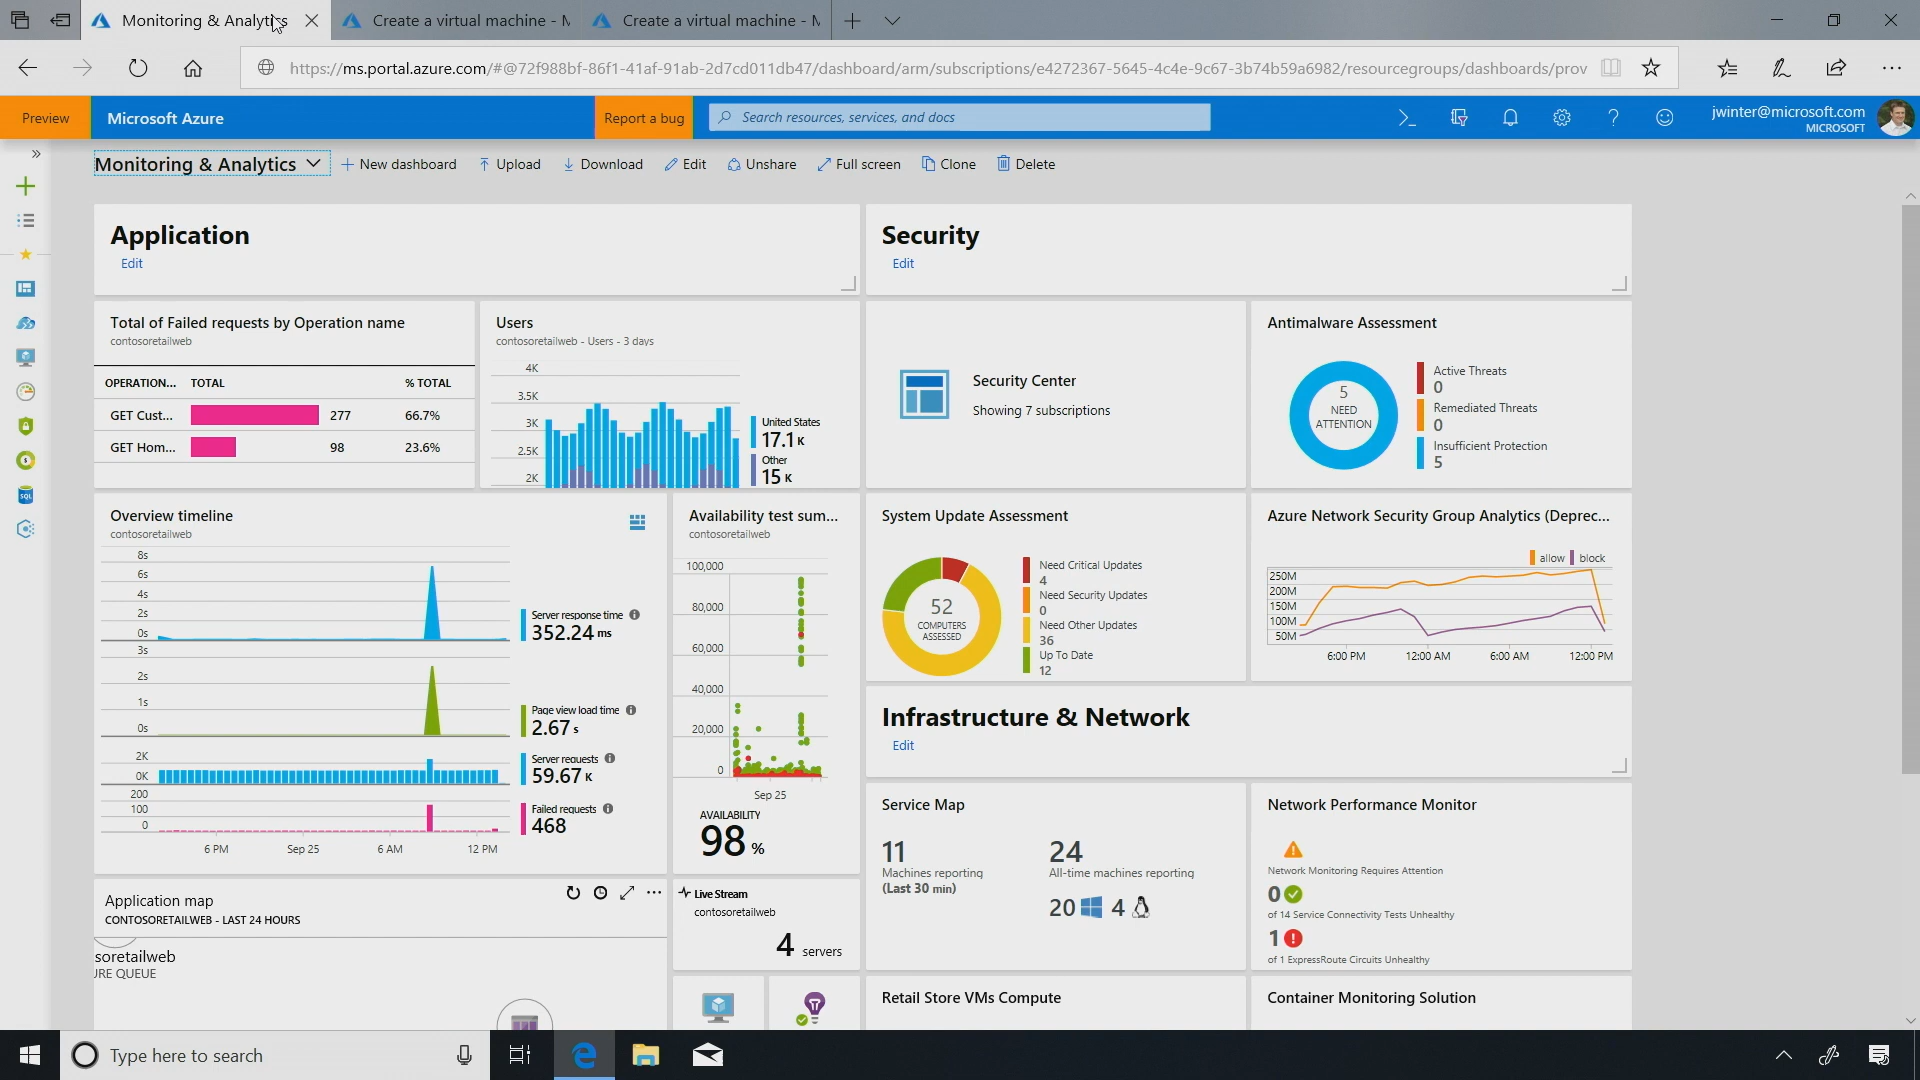 Monitoring & Analytics
Create a virtual machine - M
Create a virtual machine - M
https://ms.portal.azure.com/#@72f988bf-86f1-41af-91ab-2d7cd011db47/dashboard/arm/subscriptions/e4272367-5645-4c4e-9c67-3b74b59a6982/resourcegroups/dashboards/prov
Preview
Microsoft Azure
Report a bug
Search resources, services, and docs
jwinter@microsoft.com
MICROSOFT
Monitoring & Analytics
New dashboard
Upload
Download
Edit
Unshare
Full screen
Clone
Delete
Application
Edit
Security
Edit
Total of Failed requests by Operation name
contosoretailweb
OPERATION... TOTAL % TOTAL
GET Cust... 277 66.7%
GET Hom... 98 23.6%
Users
contosoretailweb - Users - 3 days
4K
3.5K
3K
2.5K
2K
United States
17.1 K
Other
15 K
Security Center
Showing 7 subscriptions
Antimalware Assessment
5
NEED
ATTENTION
Active Threats
0
Remediated Threats
0
Insufficient Protection
5
Overview timeline
contosoretailweb
8s
6s
4s
2s
0s
Server response time
352.24 ms
3s
2s
1s
0s
Page view load time
2.67 s
2K
0K
Server requests
59.67 K
200
100
0
Failed requests
468
6 PM Sep 25 6 AM 12 PM
Availability test sum...
contosoretailweb
100,000
80,000
60,000
40,000
20,000
0
Sep 25
AVAILABILITY
98 %
System Update Assessment
52
COMPUTERS
ASSESSED
Need Critical Updates
4
Need Security Updates
0
Need Other Updates
36
Up To Date
12
Azure Network Security Group Analytics (Deprec...
allow block
250M
200M
150M
100M
50M
6:00 PM 12:00 AM 6:00 AM 12:00 PM
Infrastructure & Network
Edit
Service Map
11
Machines reporting
(Last 30 min)
24
All-time machines reporting
20 4
Network Performance Monitor
Network Monitoring Requires Attention
0
of 14 Service Connectivity Tests Unhealthy
1
of 1 ExpressRoute Circuits Unhealthy
Application map
CONTOSORETAILWEB - LAST 24 HOURS
soretailweb
URE QUEUE
Live Stream
contosoretailweb
4 servers
Retail Store VMs Compute
Container Monitoring Solution
Type here to search